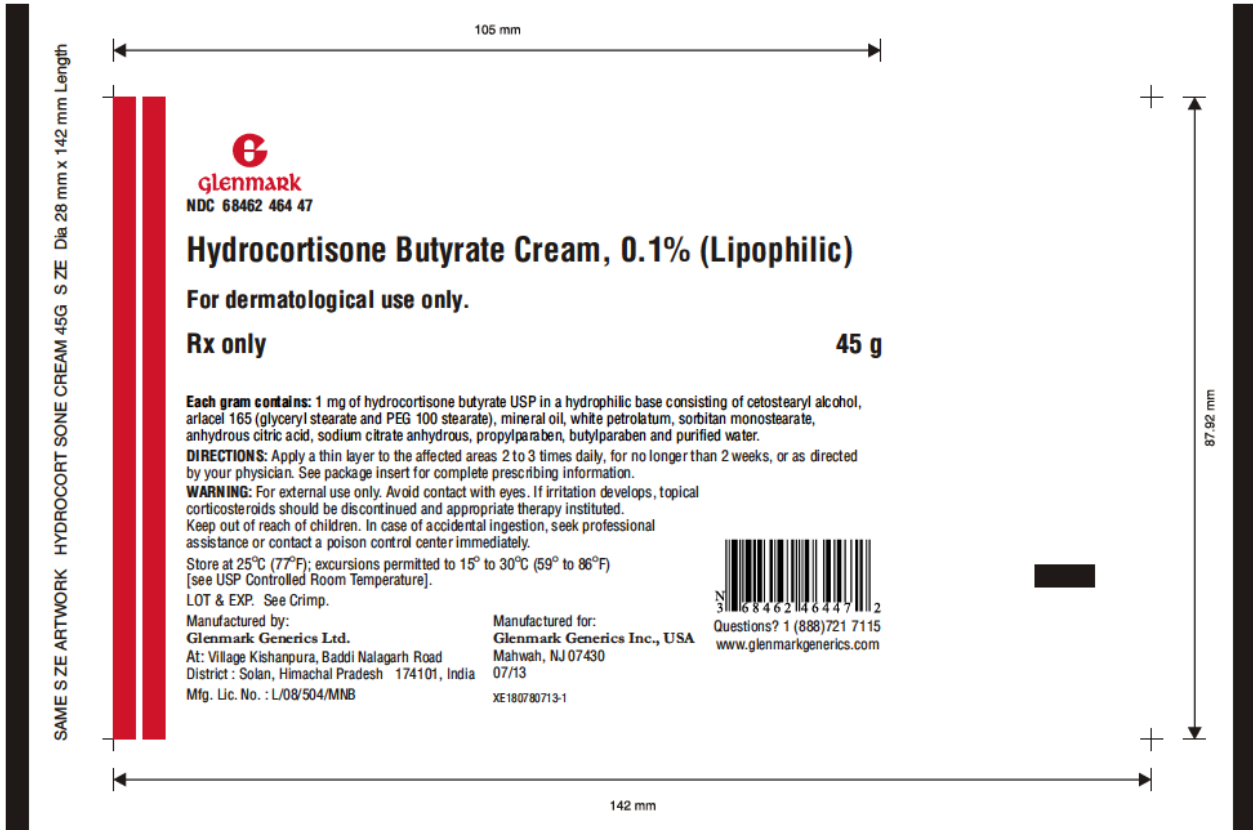 105 mm
SAME S ZE ARTWORK HYDROCORT SONE CREAM 45G S ZE Dia 28 mm x 142 mm Length
Glenmark
NDC 68462 464 47
Hydrocortisone Butyrate Cream, 0.1% (Lipophilic)
For dermatological use only.
Rx only 45 g
Each gram contains: 1 mg of hydrocortisone butyrate USP in a hydrophilic base consisting of cetostearyl alcohol,
arlacel 165 (glyceryl stearate and PEG 100 stearate), mineral oil, white petrolatum, sorbitan monostearate,
anhydrous citric acid, sodium citrate anhydrous, propylparaben, butylparaben and purified water.
DIRECTIONS: Apply a thin layer to the affected areas 2 to 3 times daily, for no longer than 2 weeks, or as directed
by your physician. See package insert for complete prescribing information.
WARNING: For external use only. Avoid contact with eyes. If irritation develops, topical
corticosteroids should be discontinued and appropriate therapy instituted.
Keep out of reach of children. In case of accidental ingestion, seek professional
assistance or contact a poison control center immediately.
Store at 25°C (77°F); excursions permitted to 15° to 30°C (59° to 86°F)
[see USP Controlled Room Temperature].
LOT & EXP. See Crimp.
Manufactured by:
Glenmark Generics Ltd.
At: Village Kishanpura, Baddi Nalagarh Road
District : Solan, Himachal Pradesh 174101, India
Mfg. Lic. No. : L/08/504/MNB
Manufactured for:
Glenmark Generics Inc., USA
Mahwah, NJ 07430
07/13
XE180780713-1
N
3 68462 46447 2
Questions? 1 (888)721 7115
www.glenmarkgenerics.com
87.92 mm
142 mm